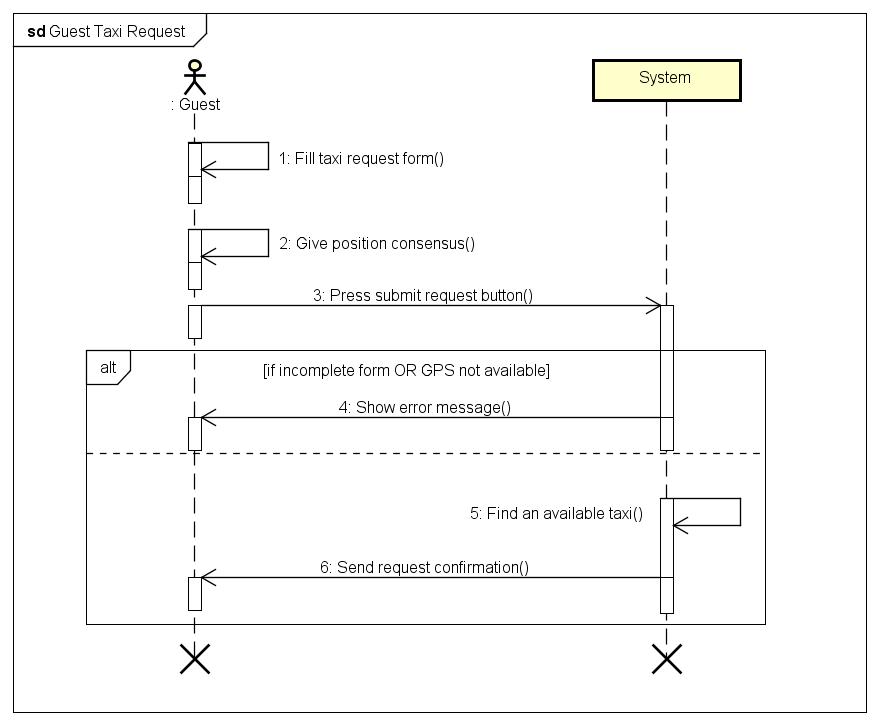 sd Guest Taxi Request
: Guest
System
1: Fill taxi request form()
2: Give position consensus()
3: Press submit request button()
alt
[if incomplete form OR GPS not available]
4: Show error message()
5: Find an available taxi()
6: Send request confirmation()